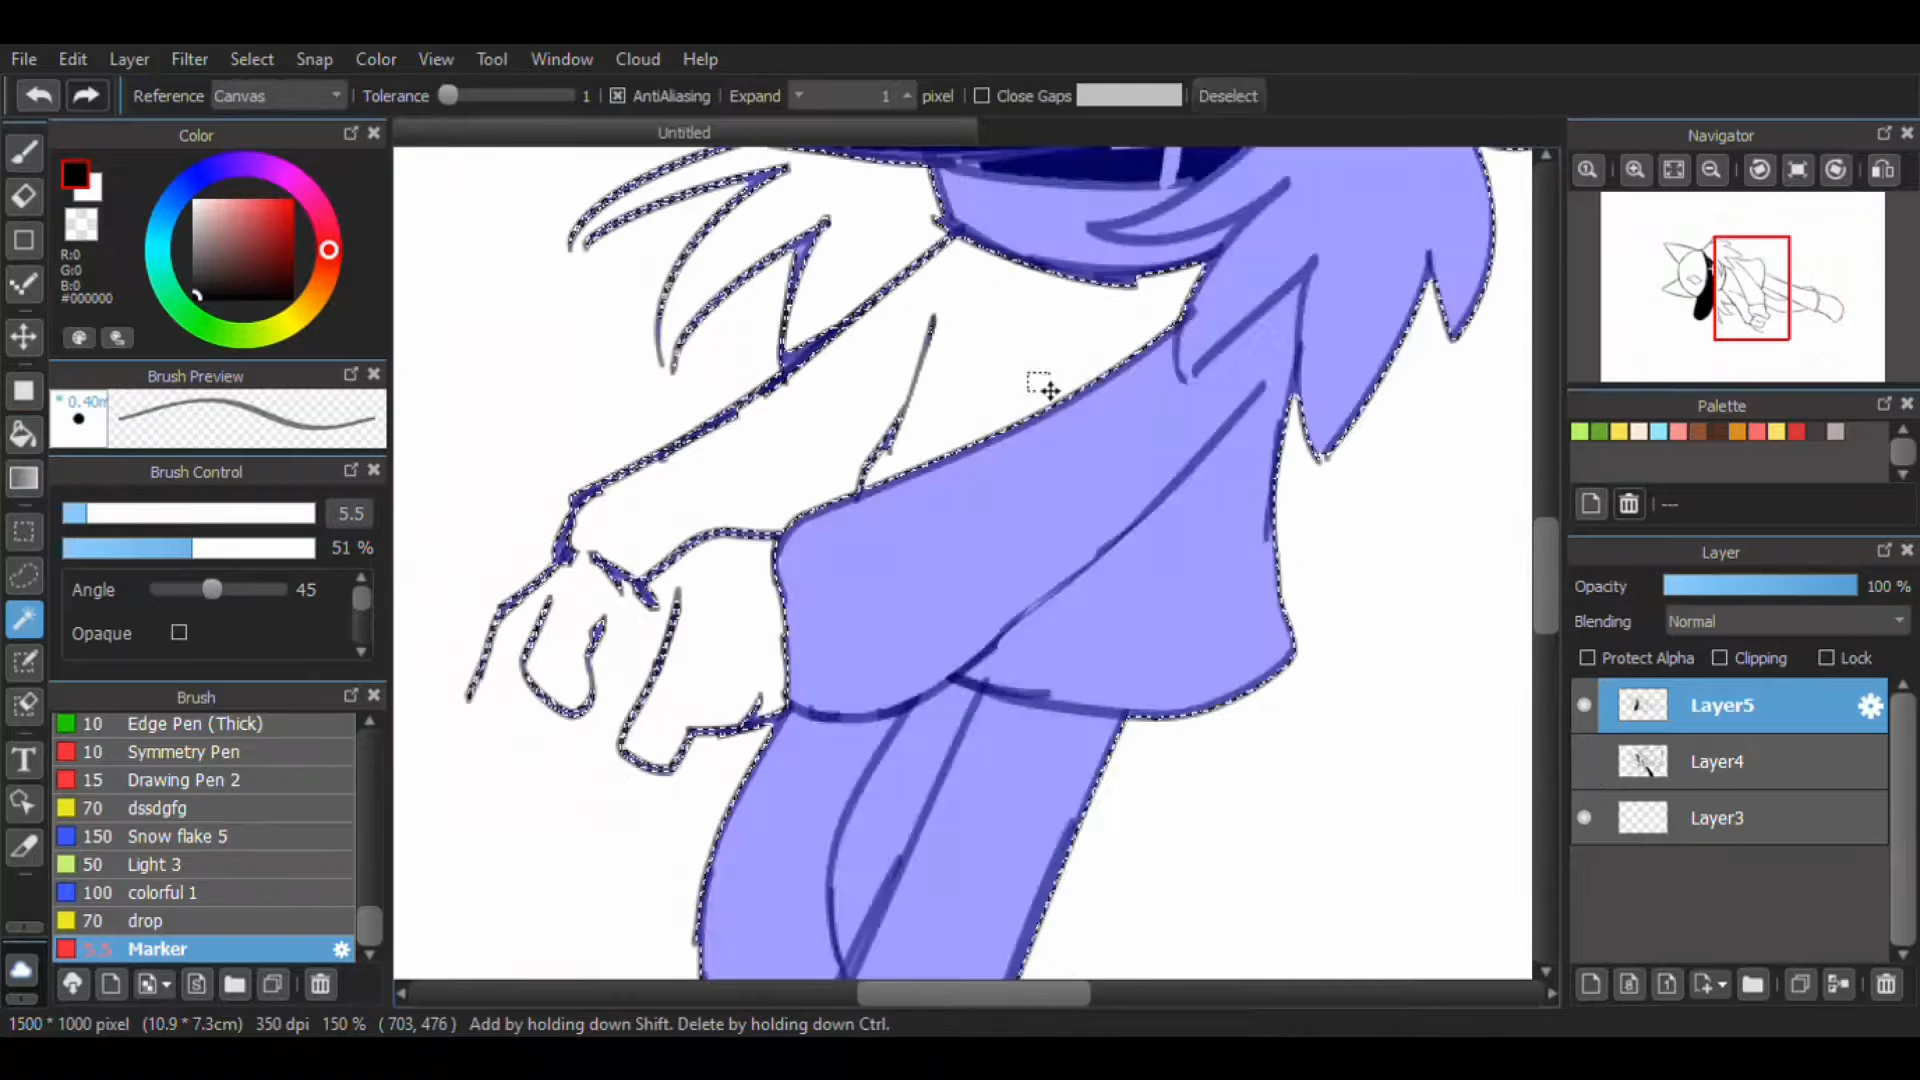 File Edit Layer Filter Select Snap Color View Tool Window Cloud Help
Reference Canvas Tolerance 1 AntiAliasing Expand 1 pixel Close Gaps Deselect
Color
R:0
G:0
B:0
#000000
Brush Preview
* 0.40m
Brush Control
5.5
51 %
Angle 45
Opaque
Brush
10 Edge Pen (Thick)
10 Symmetry Pen
15 Drawing Pen 2
70 dssdgfg
150 Snow flake 5
50 Light 3
100 colorful 1
70 drop
5.5 Marker
Untitled
Navigator
Palette
---
Layer
Opacity 100 %
Blending Normal
Protect Alpha Clipping Lock
Layer5
Layer4
Layer3
1500 * 1000 pixel (10.9 * 7.3cm) 350 dpi 150 % ( 703, 476 ) Add by holding down Shift. Delete by holding down Ctrl.